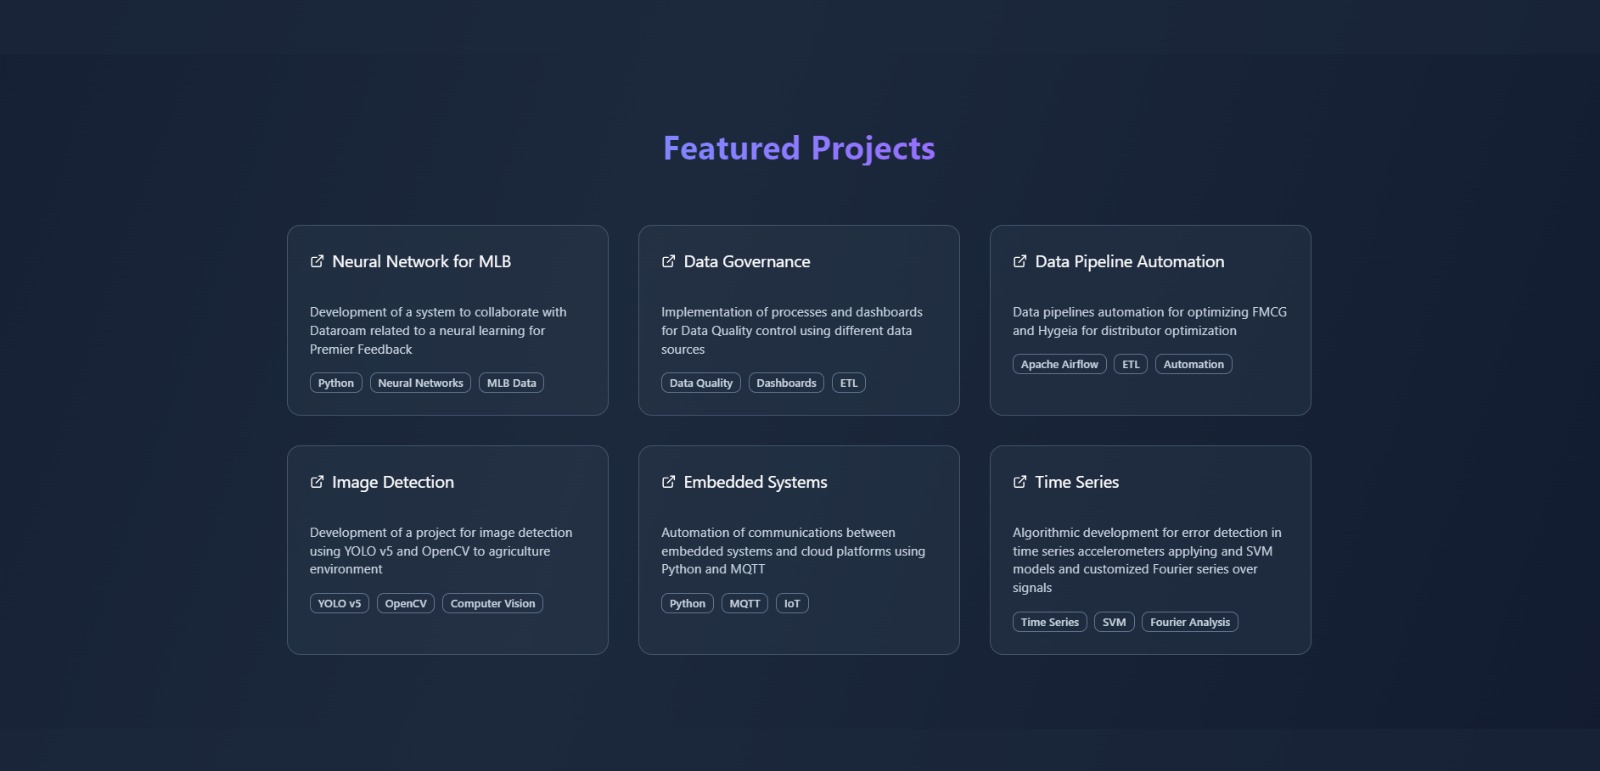 Featured Projects
Neural Network for MLB
Development of a system to collaborate with
Dataroam related to a neural learning for
Premier Feedback
Python Neural Networks MLB Data
Data Governance
Implementation of processes and dashboards
for Data Quality control using different data
sources
Data Quality Dashboards ETL
Data Pipeline Automation
Data pipelines automation for optimizing FMCG
and Hygeia for distributor optimization
Apache Airflow ETL Automation
Image Detection
Development of a project for image detection
using YOLO v5 and OpenCV to agriculture
environment
YOLO v5 OpenCV Computer Vision
Embedded Systems
Automation of communications between
embedded systems and cloud platforms using
Python and MQTT
Python MQTT IoT
Time Series
Algorithmic development for error detection in
time series accelerometers applying and SVM
models and customized Fourier series over
signals
Time Series SVM Fourier Analysis